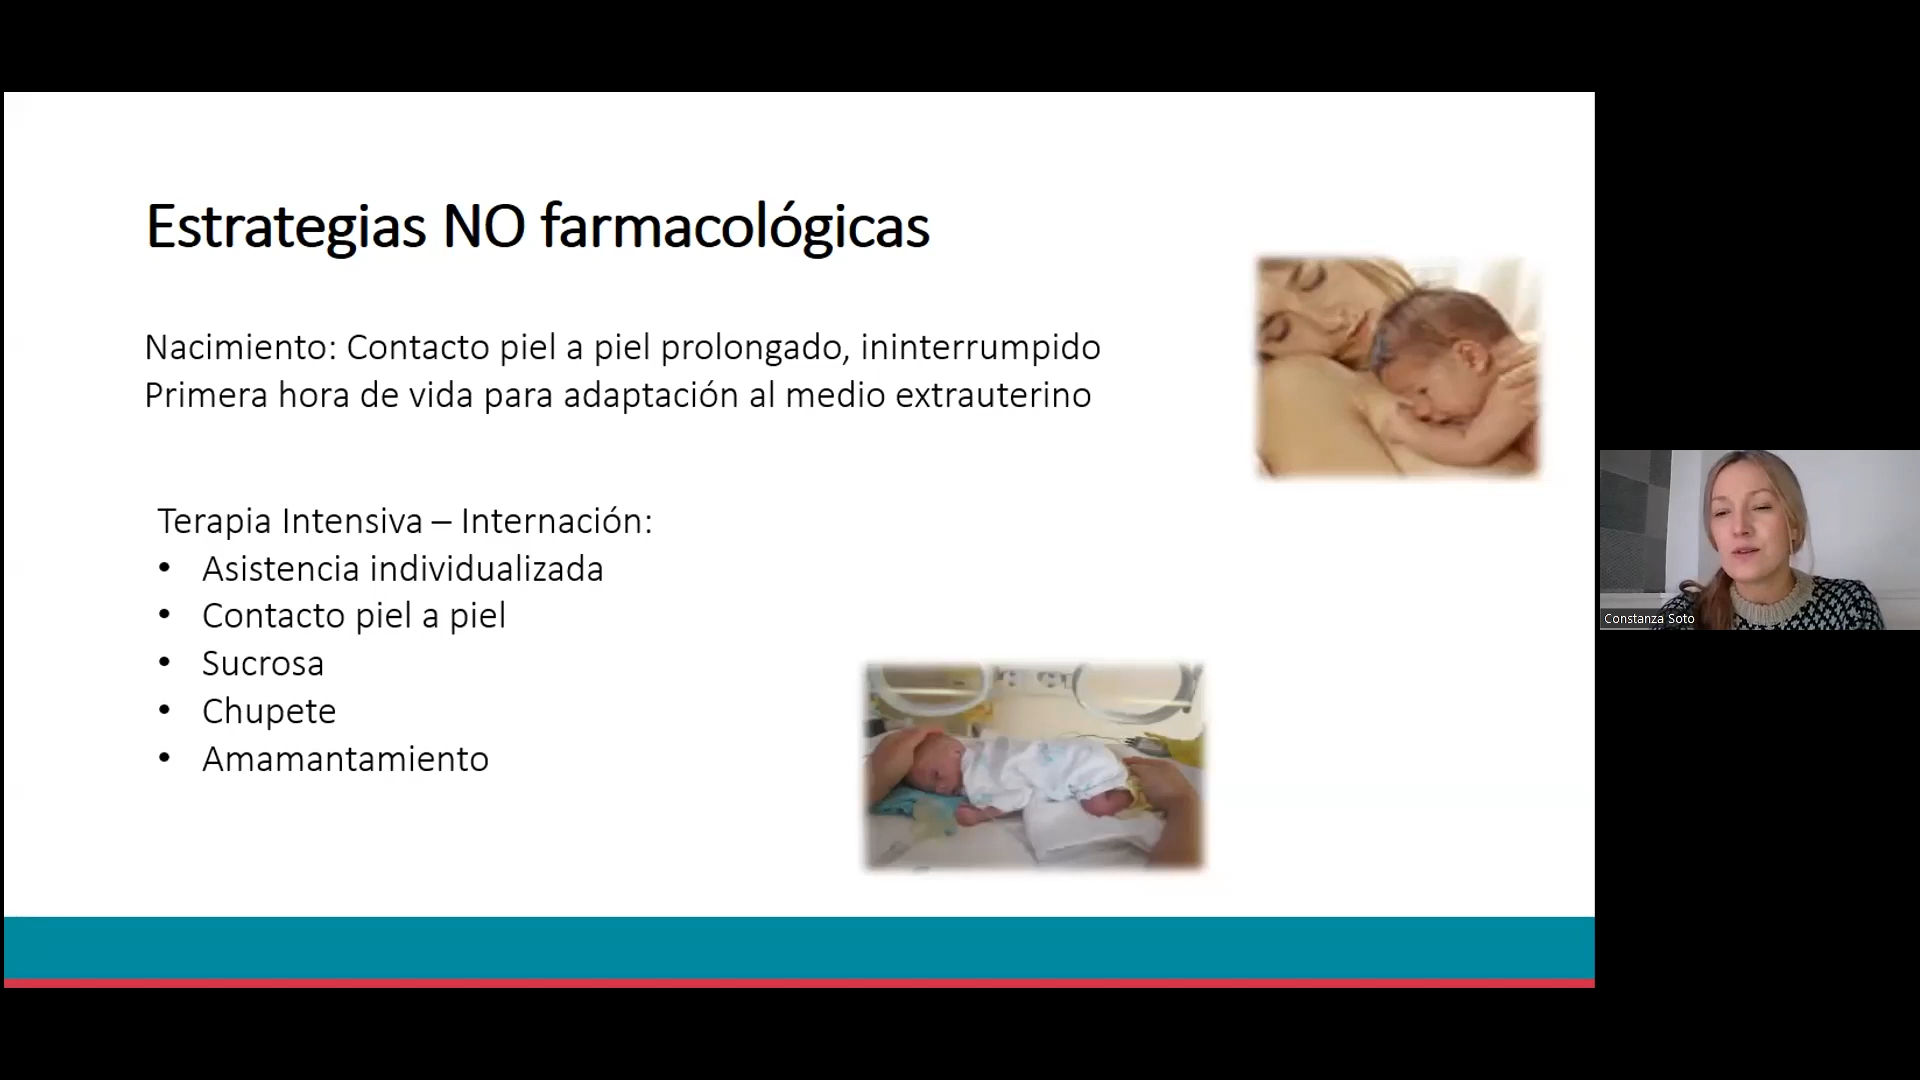 Estrategias NO farmacológicas
Nacimiento: Contacto piel a piel prolongado, ininterrumpido
Primera hora de vida para adaptación al medio extrauterino
Terapia Intensiva – Internación:
• Asistencia individualizada
• Contacto piel a piel
• Sucrosa
• Chupete
• Amamantamiento
Constanza Soto